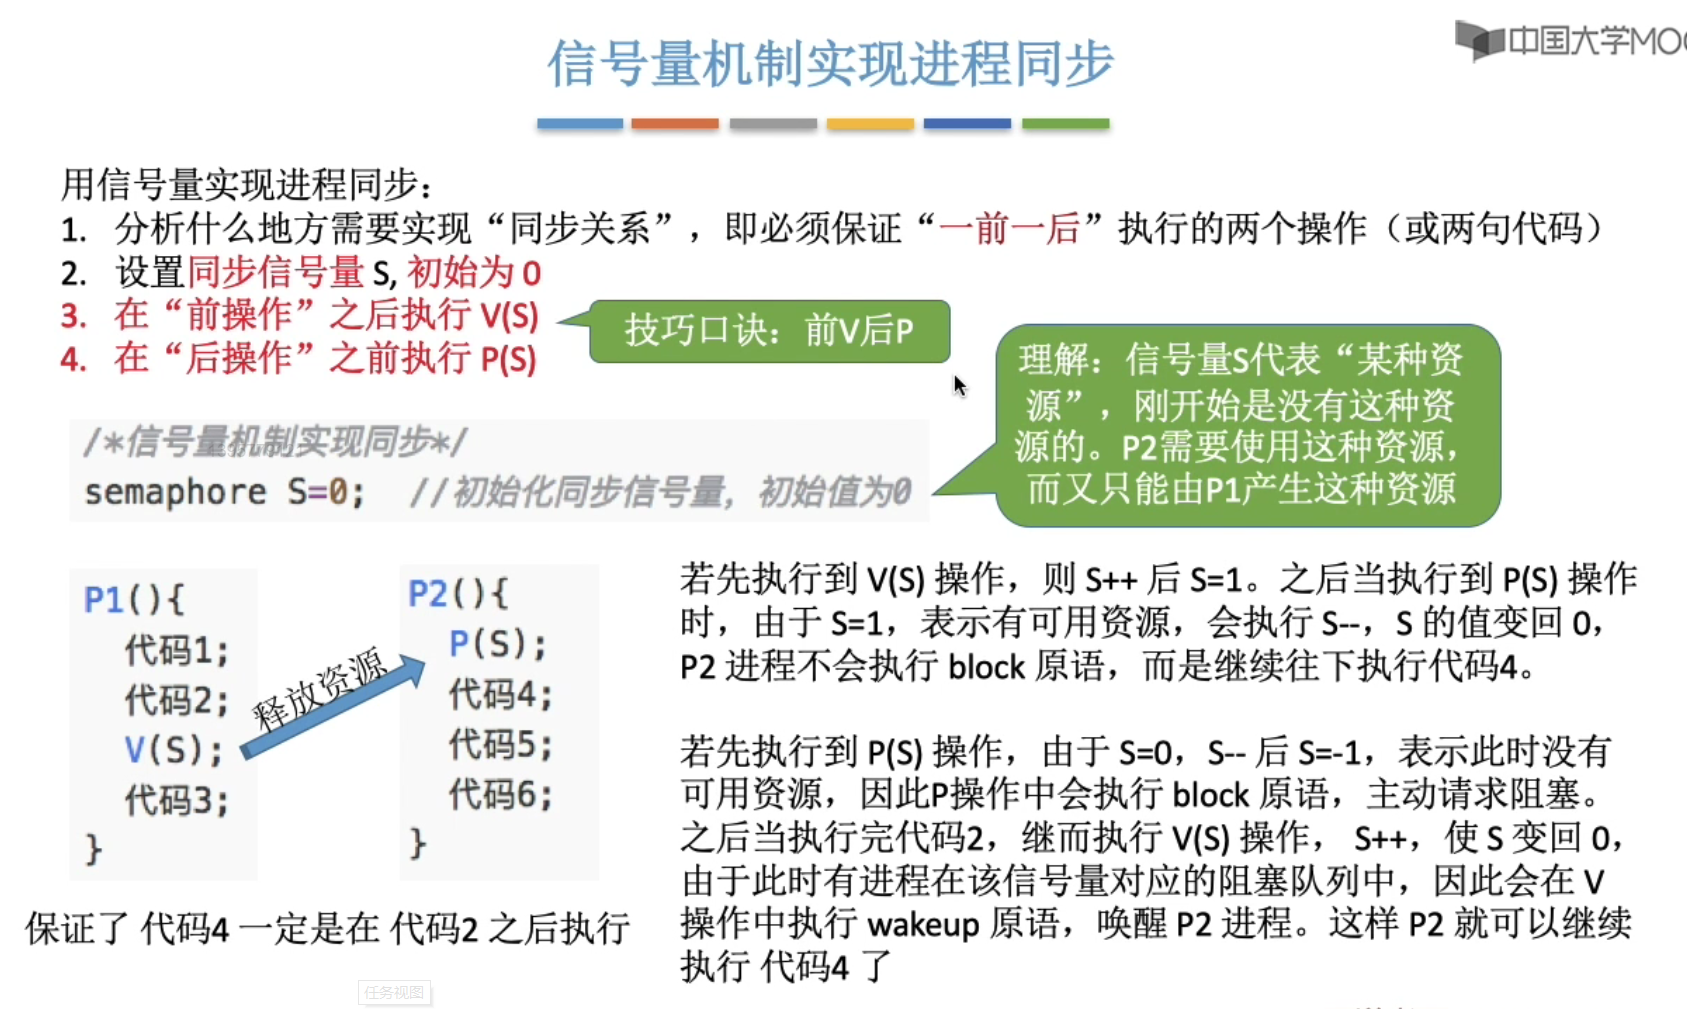 信号量机制实现进程同步
中国大学MOO
用信号量实现进程同步：
1. 分析什么地方需要实现“同步关系”，即必须保证“一前一后”执行的两个操作（或两句代码）
2. 设置同步信号量 S, 初始为 0
3. 在“前操作”之后执行 V(S)
4. 在“后操作”之前执行 P(S)
技巧口诀：前V后P
理解：信号量S代表“某种资
源”，刚开始是没有这种资
源的。P2需要使用这种资源，
而又只能由P1产生这种资源
/*信号量机制实现同步*/
semaphore S=0; //初始化同步信号量，初始值为0
P1(){
代码1;
代码2;
V(S);
代码3;
}
释放资源
P2(){
P(S);
代码4;
代码5;
代码6;
}
保证了 代码4 一定是在 代码2 之后执行
若先执行到 V(S) 操作，则 S++ 后 S=1。之后当执行到 P(S) 操作
时，由于 S=1，表示有可用资源，会执行 S--，S 的值变回 0，
P2 进程不会执行 block 原语，而是继续往下执行代码4。
若先执行到 P(S) 操作，由于 S=0，S-- 后 S=-1，表示此时没有
可用资源，因此P操作中会执行 block 原语，主动请求阻塞。
之后当执行完代码2，继而执行 V(S) 操作， S++，使 S 变回 0，
由于此时有进程在该信号量对应的阻塞队列中，因此会在 V
操作中执行 wakeup 原语，唤醒 P2 进程。这样 P2 就可以继续
执行 代码4 了
任务视图